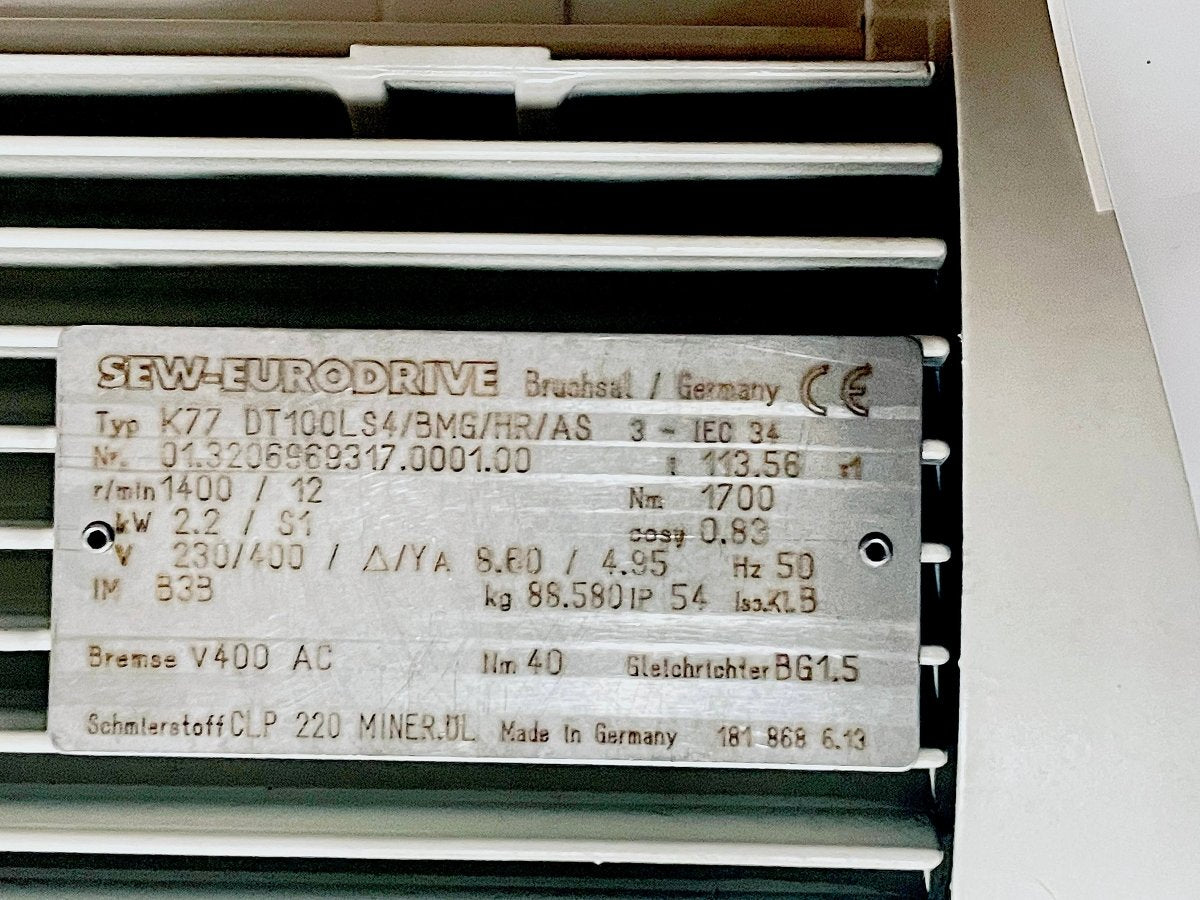 SEW-EURODRIVE Bruchsal / Germany CE
Typ K77 DT100LS4/BMG/HR/AS 3 ~ IEC 34
Nr. 01.3206969317.0001.00 i 113.56 :1
r/min 1400 / 12 Nm 1700
kW 2.2 / S1 cosφ 0.83
V 230/400 / Δ/Y A 8.60 / 4.95 Hz 50
IM B3B kg 88.580 IP 54 Iso.Kl. B
Bremse V 400 AC Nm 40 Gleichrichter BG1.5
Schmierstoff CLP 220 MINER.ÖL Made in Germany 181 868 6.13